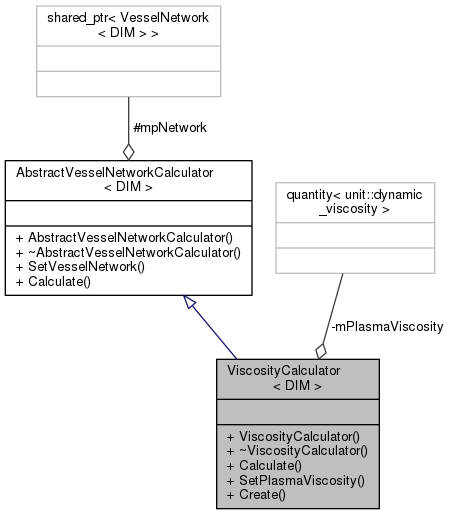 shared_ptr< VesselNetwork
< DIM > >
#mpNetwork
AbstractVesselNetworkCalculator
< DIM >
+ AbstractVesselNetworkCalculator()
+ ~AbstractVesselNetworkCalculator()
+ SetVesselNetwork()
+ Calculate()
quantity< unit::dynamic
_viscosity >
-mPlasmaViscosity
ViscosityCalculator
< DIM >
+ ViscosityCalculator()
+ ~ViscosityCalculator()
+ Calculate()
+ SetPlasmaViscosity()
+ Create()